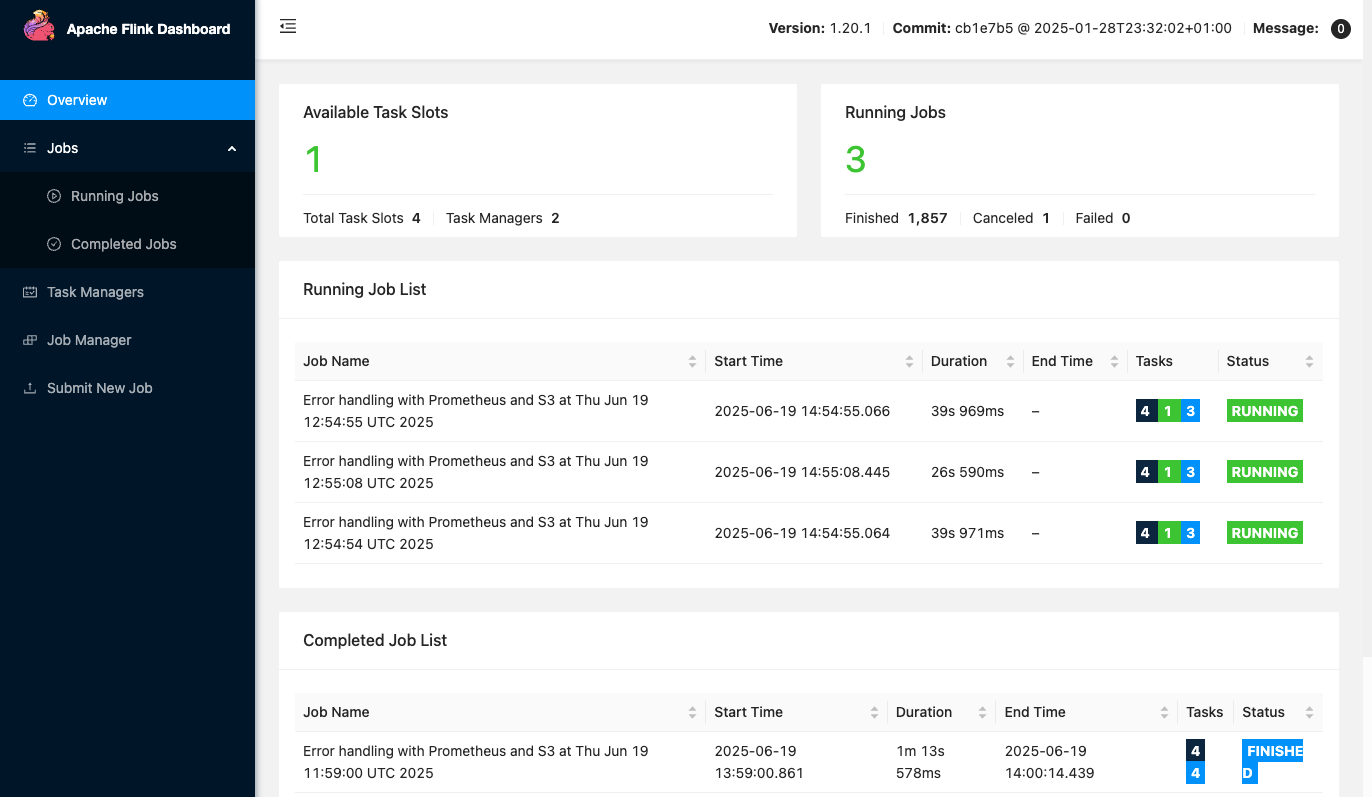 Apache Flink Dashboard
Version: 1.20.1 Commit: cb1e7b5 @ 2025-01-28T23:32:02+01:00 Message: 0
Overview
Jobs
Running Jobs
Completed Jobs
Task Managers
Job Manager
Submit New Job
Available Task Slots
1
Total Task Slots 4 Task Managers 2
Running Jobs
3
Finished 1,857 Canceled 1 Failed 0
Running Job List
Job Name Start Time Duration End Time Tasks Status
Error handling with Prometheus and S3 at Thu Jun 19
12:54:55 UTC 2025
2025-06-19 14:54:55.066 39s 969ms – 4 1 3 RUNNING
Error handling with Prometheus and S3 at Thu Jun 19
12:55:08 UTC 2025
2025-06-19 14:55:08.445 26s 590ms – 4 1 3 RUNNING
Error handling with Prometheus and S3 at Thu Jun 19
12:54:54 UTC 2025
2025-06-19 14:54:55.064 39s 971ms – 4 1 3 RUNNING
Completed Job List
Job Name Start Time Duration End Time Tasks Status
Error handling with Prometheus and S3 at Thu Jun 19 2025-06-19 1m 13s 2025-06-19 4 FINISHE
11:59:00 UTC 2025 13:59:00.861 578ms 14:00:14.439 4 D